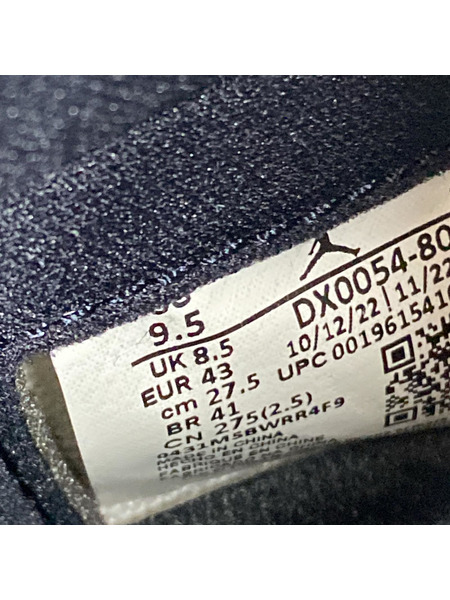 9.5
UK 8.5
EUR 43
cm 27.5
BR 41
CN 275(2.5)
0431M5BWRR4F9
MADE IN CHINA
DX0054-80
10/12/22 | 11/22
UPC 0019615410